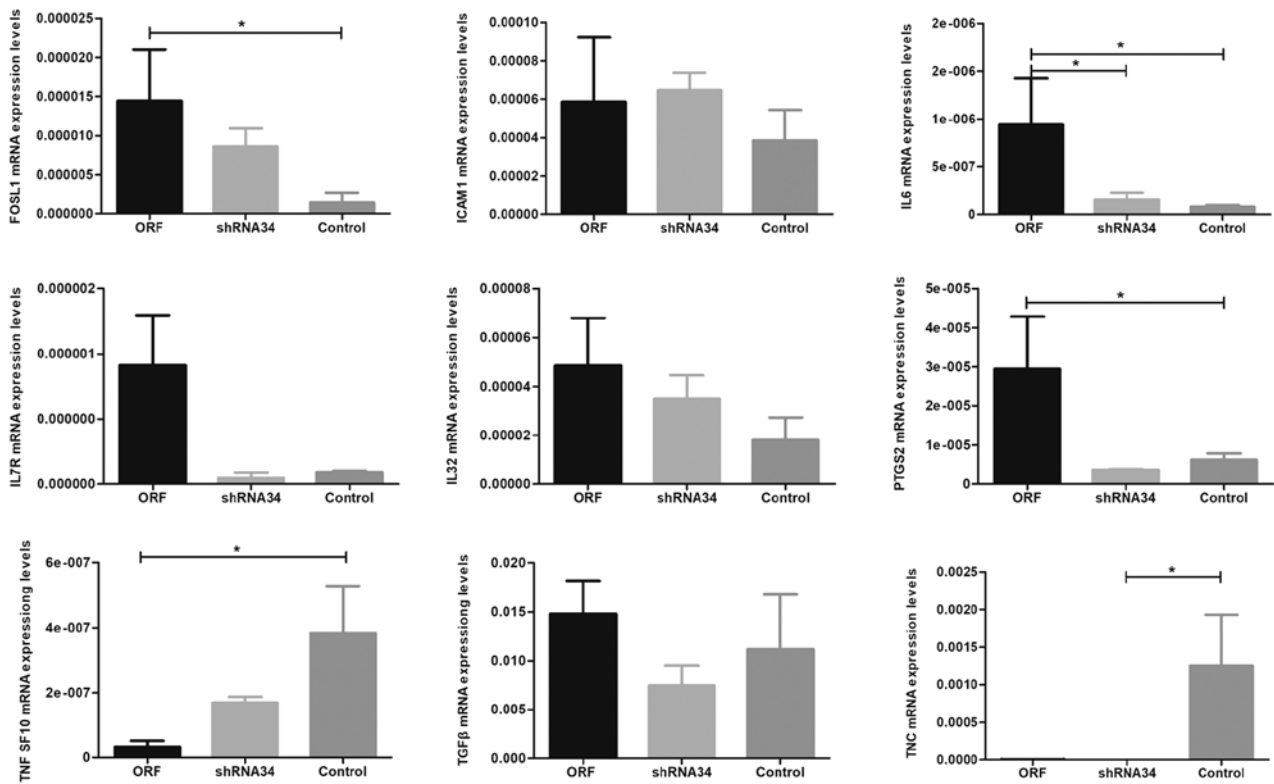 FOSL1 mRNA expression levels
0.000025
0.000020
0.000015
0.000010
0.000005
0.000000
*
ORF shRNA34 Control
ICAM1 mRNA expression levels
0.00010
0.00008
0.00006
0.00004
0.00002
0.00000
ORF shRNA34 Control
IL6 mRNA expression levels
2e-006
2e-006
1e-006
5e-007
0
*
*
ORF shRNA34 Control
IL7R mRNA expression levels
0.000002
0.000001
0.000000
0.000000
ORF shRNA34 Control
IL32 mRNA expression levels
0.00008
0.00006
0.00004
0.00002
0.00000
ORF shRNA34 Control
PTGS2 mRNA expression levels
5e-005
4e-005
3e-005
2e-005
1e-005
0
*
ORF shRNA34 Control
TNF SF10 mRNA expressiong levels
6e-007
4e-007
2e-007
0
*
ORF shRNA34 Control
TGFβ mRNA expressiong levels
0.020
0.015
0.010
0.005
0.000
ORF shRNA34 Control
TNC mRNA expression levels
0.0025
0.0020
0.0015
0.0010
0.0005
0.0000
*
ORF shRNA34 Control